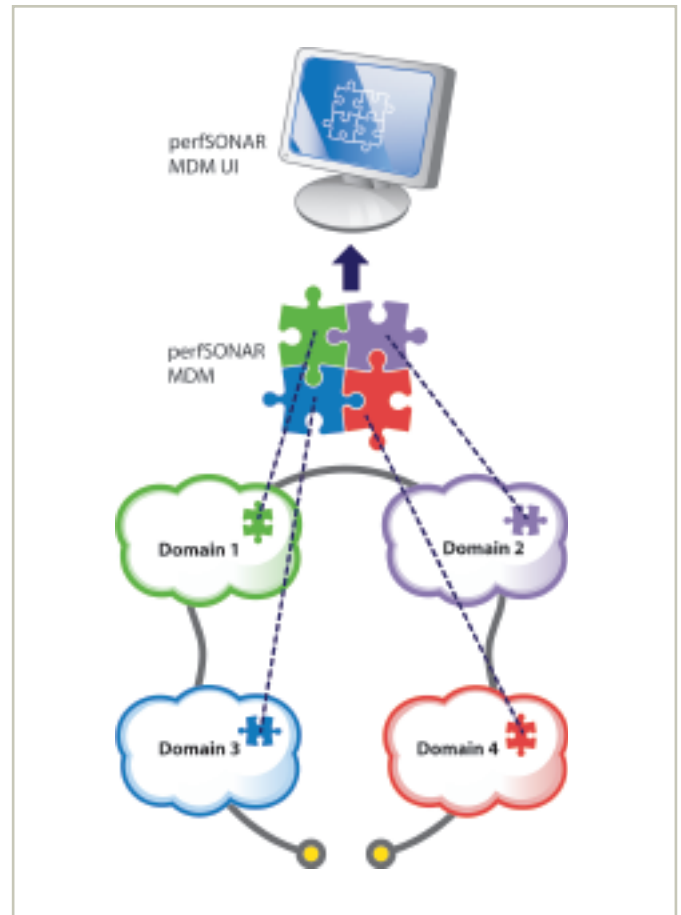 perfSONAR
MDM UI
perfSONAR
MDM
Domain 1
Domain 2
Domain 3
Domain 4